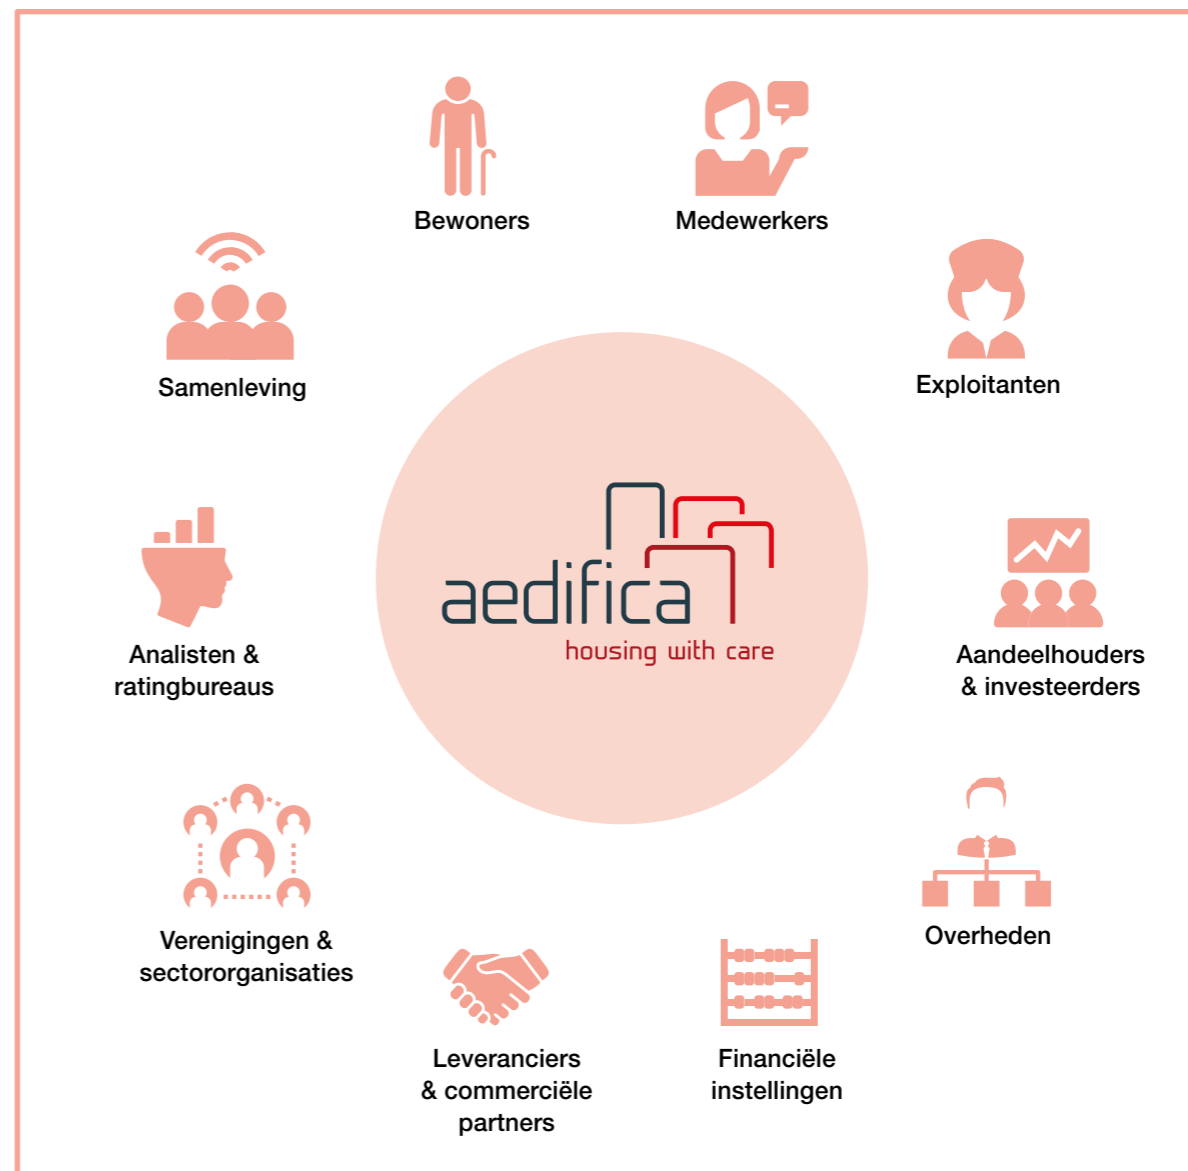 Bewoners
Medewerkers
Samenleving
Exploitanten
aedifica
housing with care
Analisten &
ratingbureaus
Aandeelhouders
& investeerders
Verenigingen &
sectororganisaties
Overheden
Leveranciers
& commerciële
partners
Financiële
instellingen